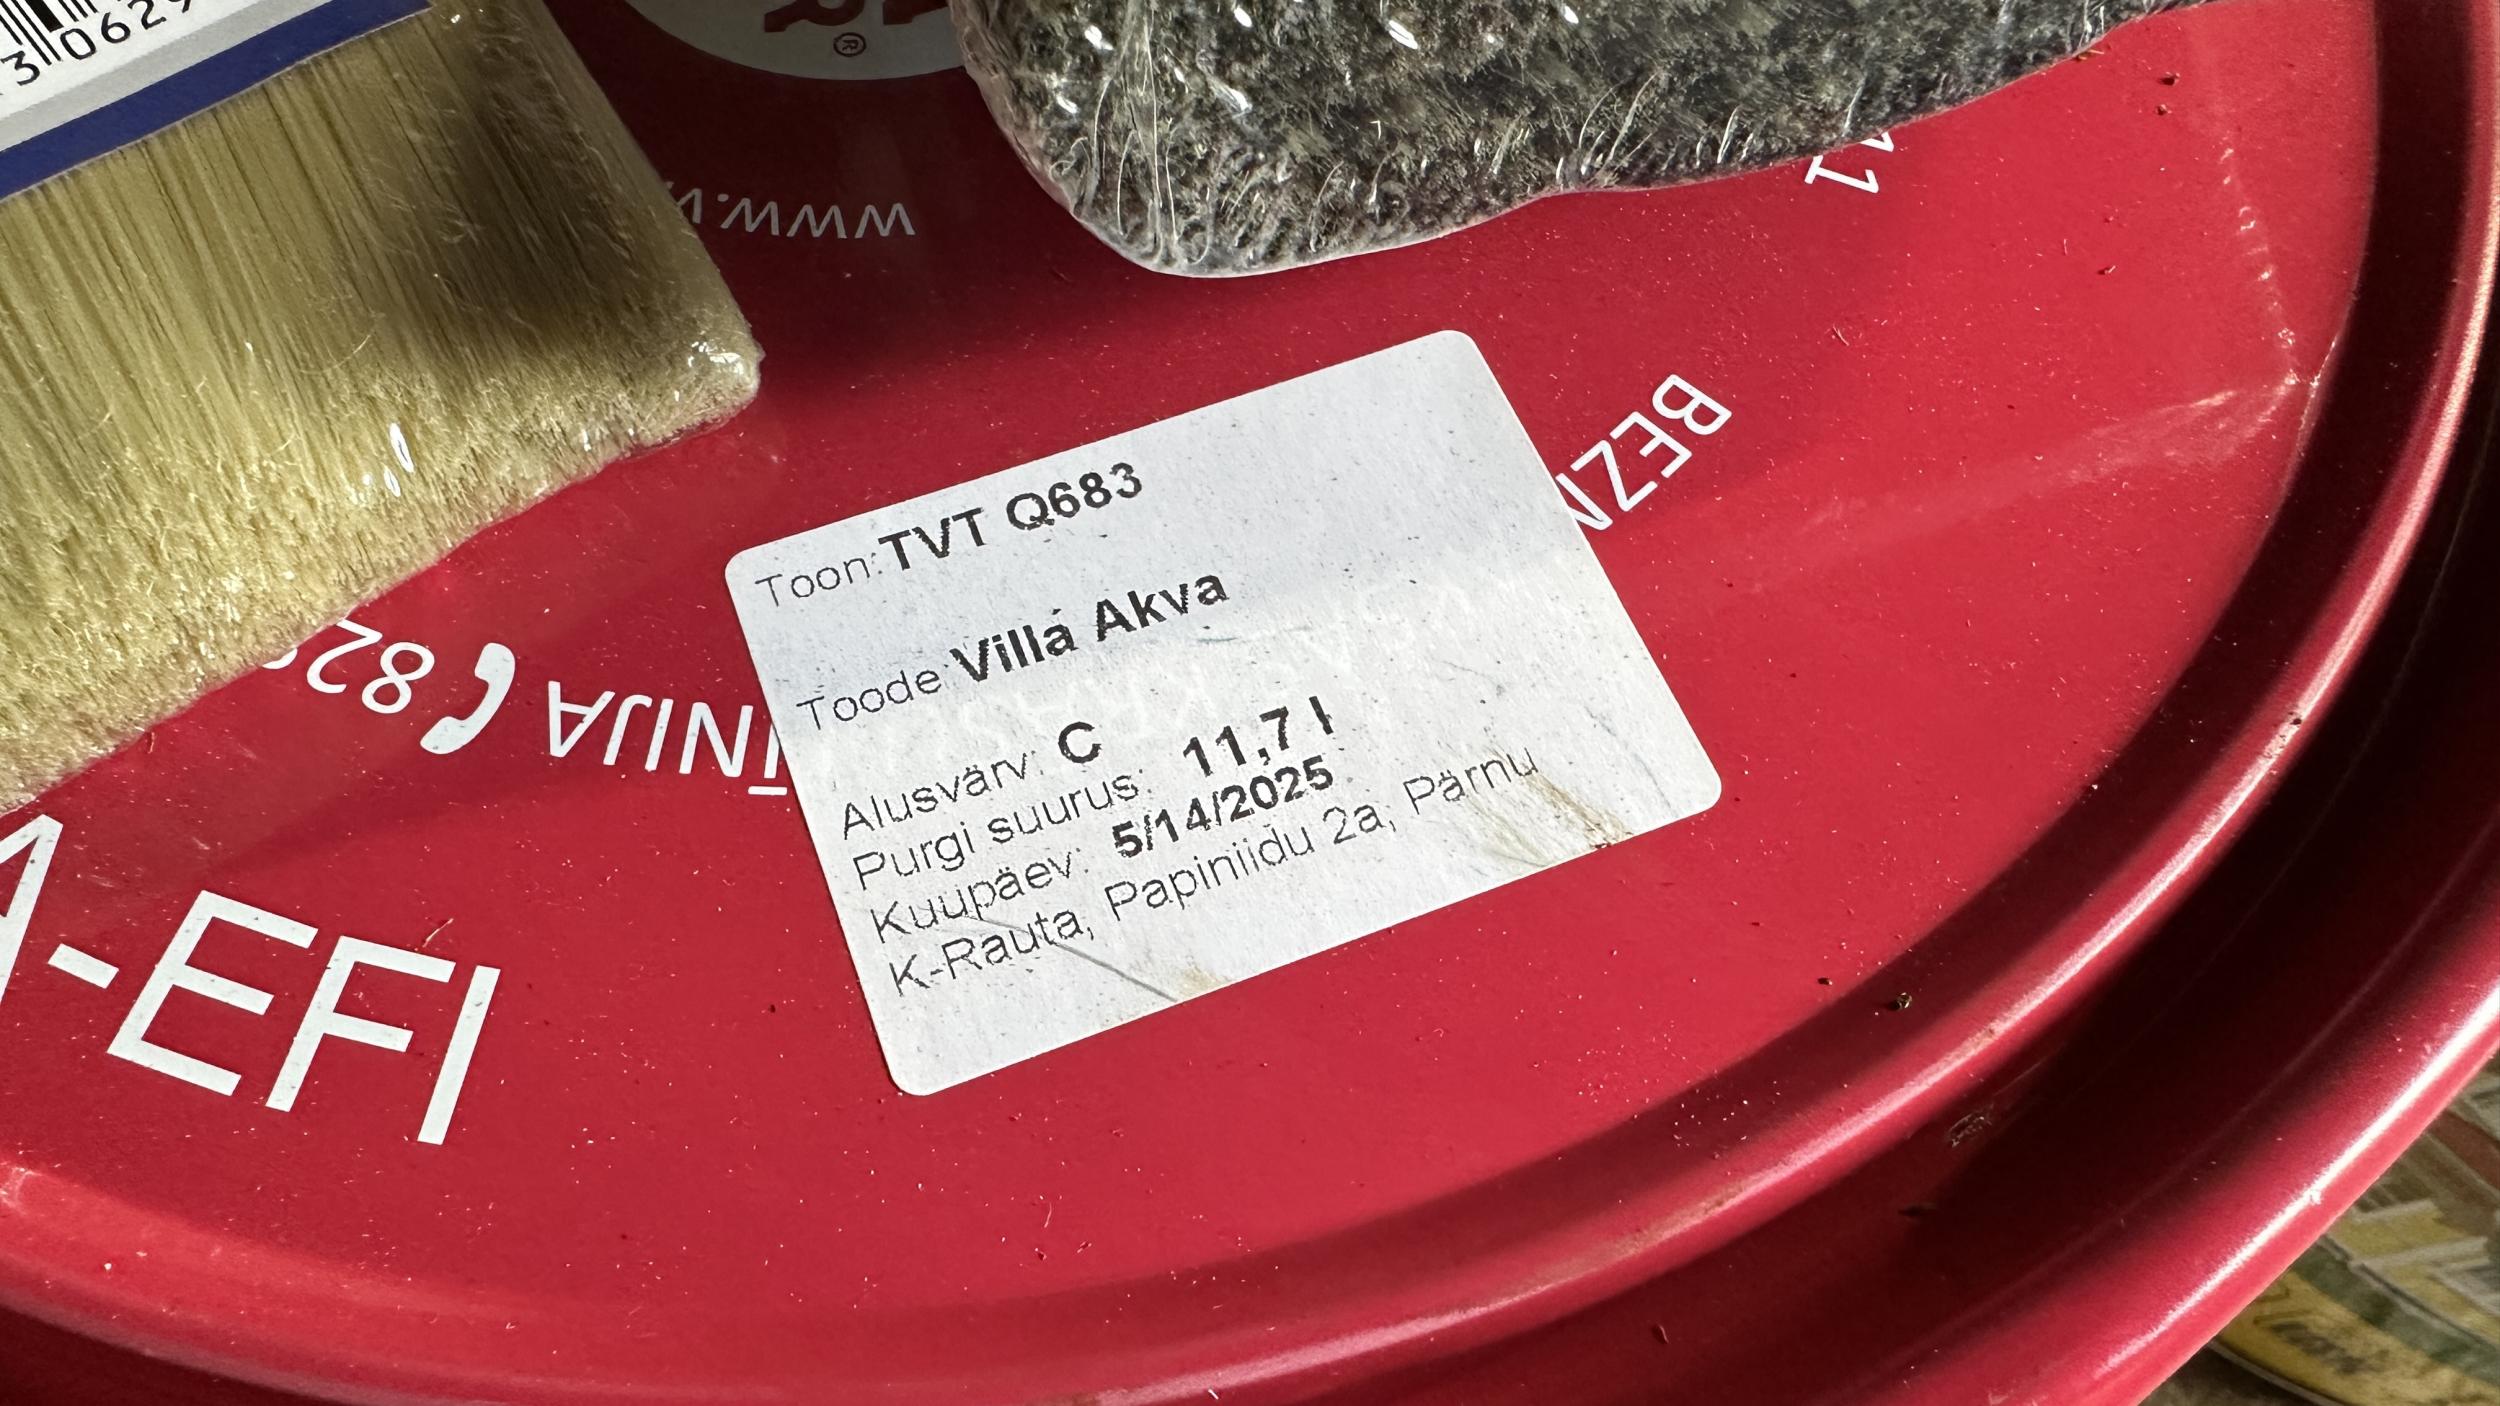 Toon: TVT Q683
Toode Villa Akva
Alusvärv: C
Purgi suurus: 11,7 l
Kuupäev: 5/14/2025
K-Rauta, Papiniidu 2a, Pärnu
A-EFI
ĪNIJA 82
BEZM
www.v